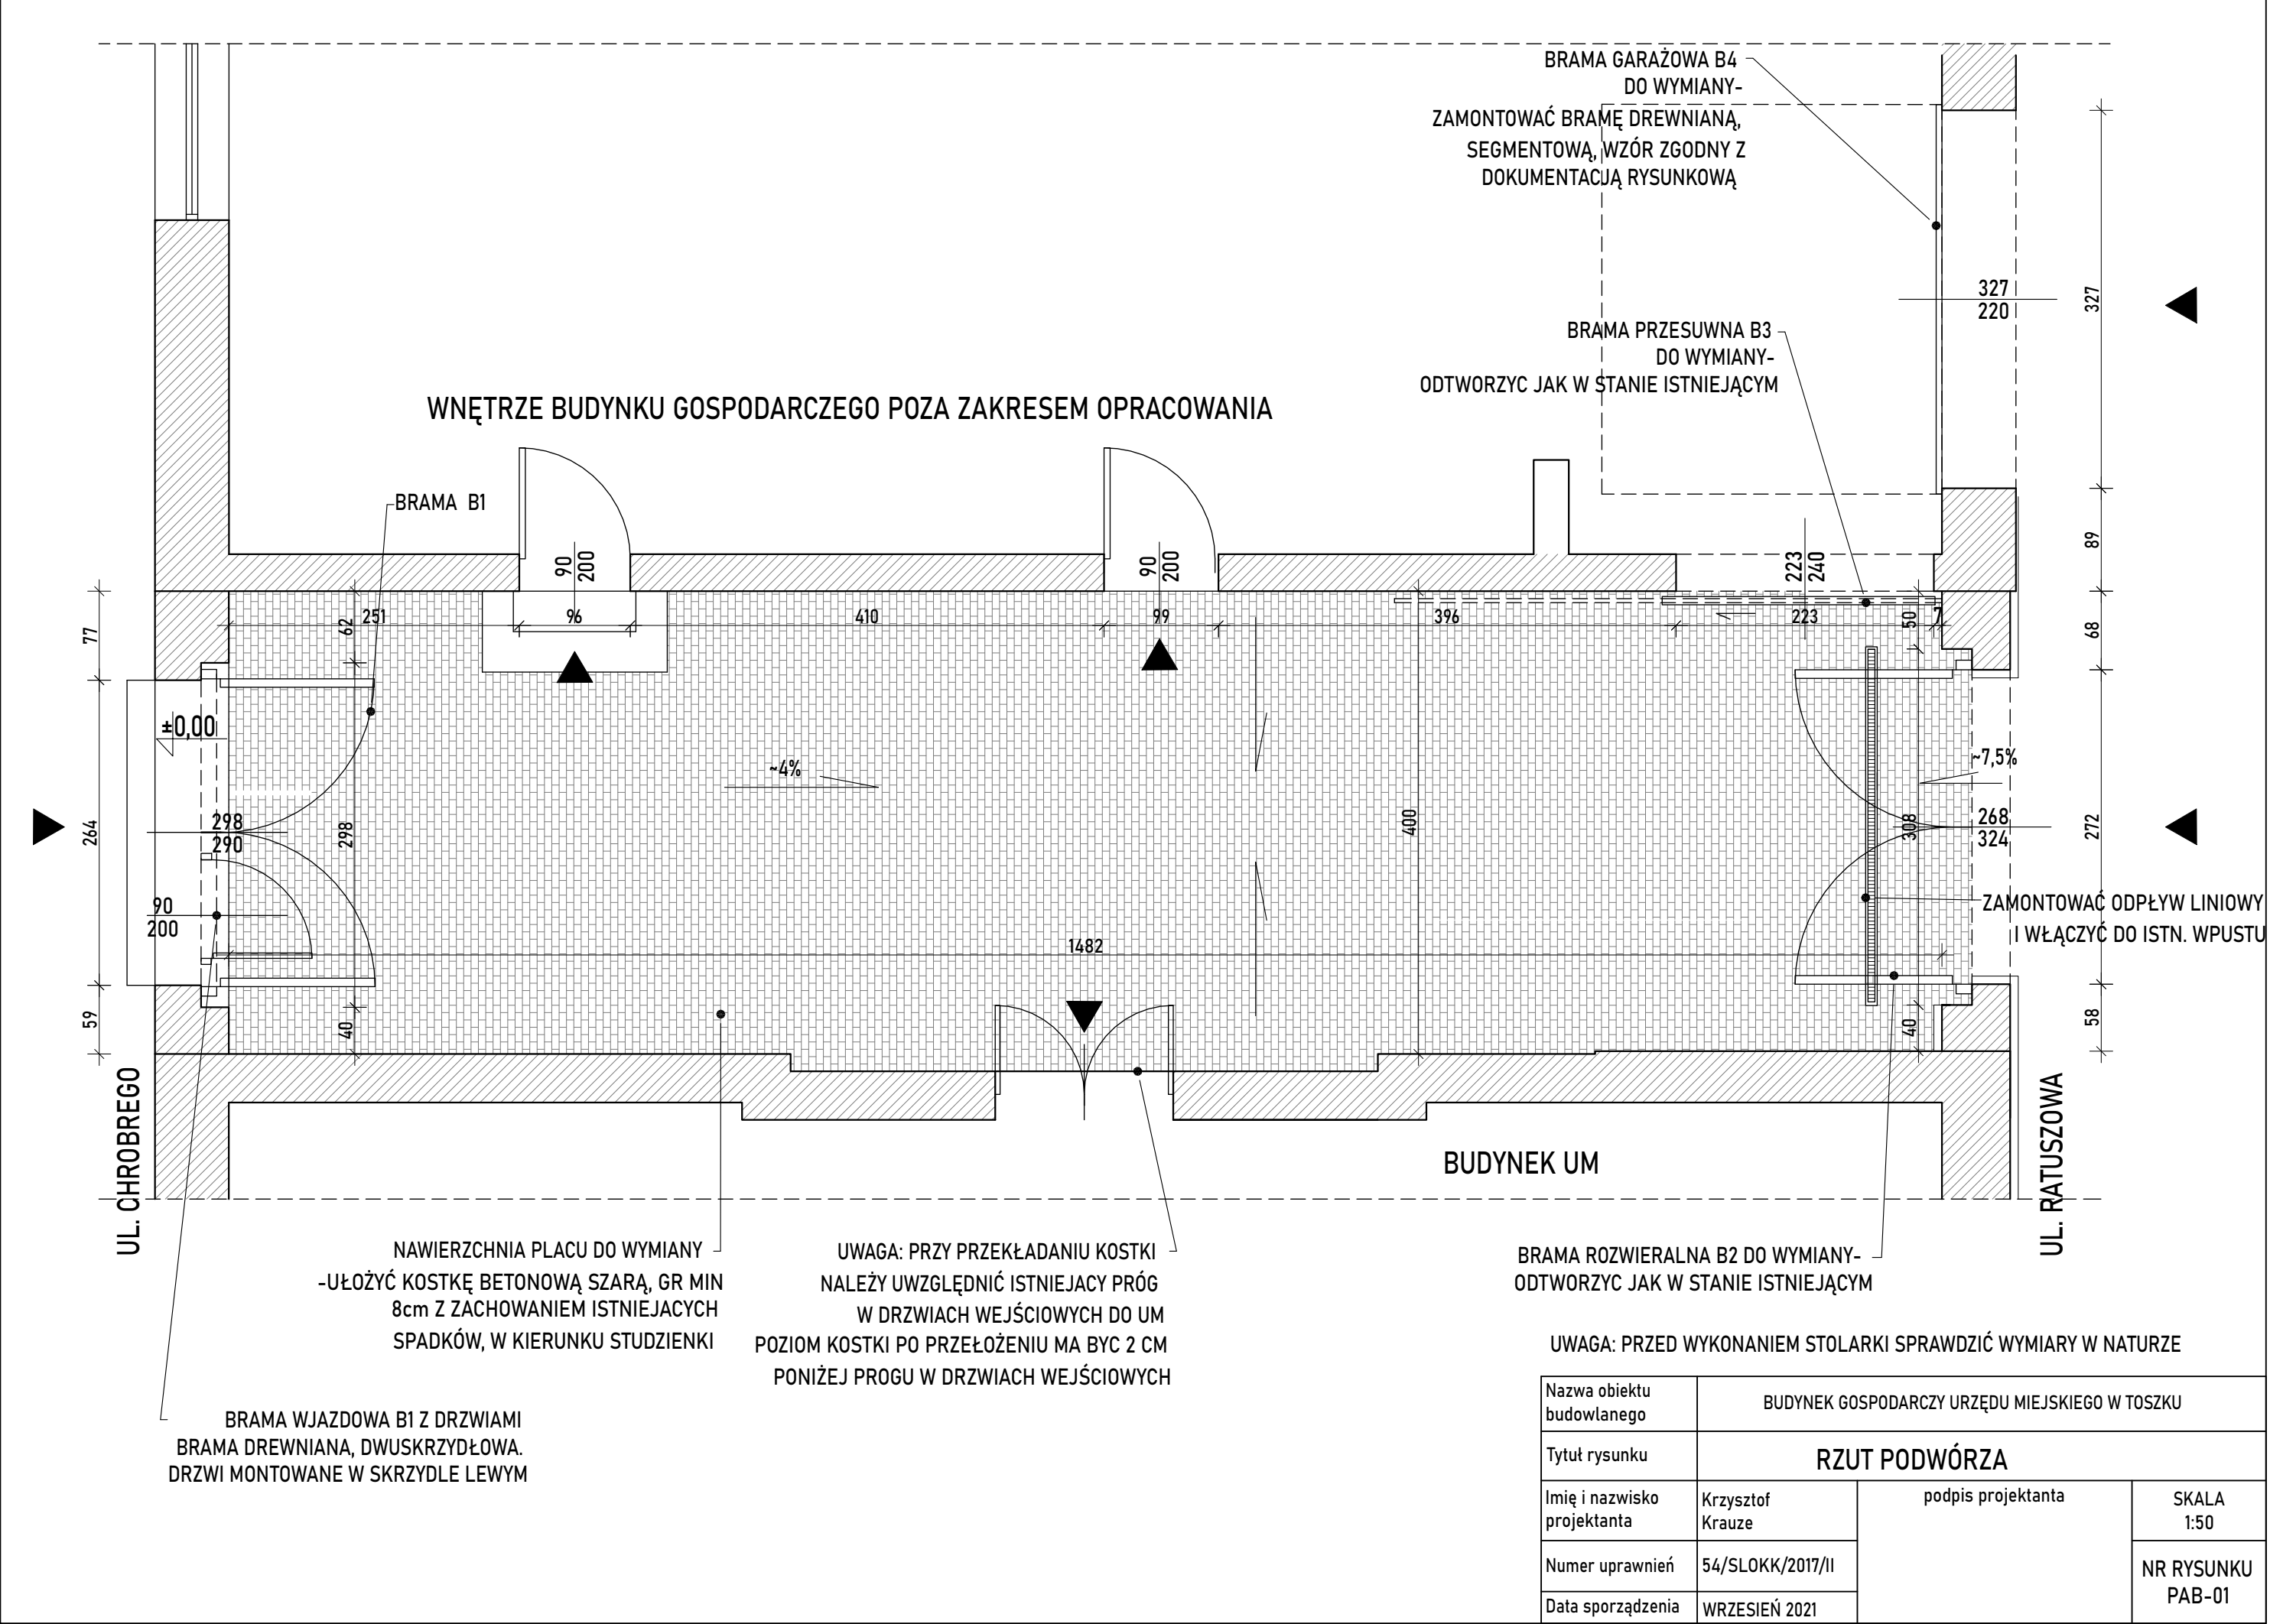 BRAMA GARAŻOWA B4
DO WYMIANY-
ZAMONTOWAĆ BRAMĘ DREWNIANĄ,
SEGMENTOWĄ, WZÓR ZGODNY Z
DOKUMENTACJĄ RYSUNKOWĄ
327
220
327
BRAMA PRZESUWNA B3
DO WYMIANY-
ODTWORZYC JAK W STANIE ISTNIEJĄCYM
WNĘTRZE BUDYNKU GOSPODARCZEGO POZA ZAKRESEM OPRACOWANIA
BRAMA B1
90
200
90
200
223
240
89
77
62
251
96
410
99
396
223
7
50
68
±0,00
~4%
~7,5%
264
298
290
298
400
308
268
324
272
90
200
ZAMONTOWAĆ ODPŁYW LINIOWY
I WŁĄCZYĆ DO ISTN. WPUSTU
1482
59
40
40
58
UL. CHROBREGO
BUDYNEK UM
UL. RATUSZOWA
NAWIERZCHNIA PLACU DO WYMIANY
-UŁOŻYĆ KOSTKĘ BETONOWĄ SZARĄ, GR MIN
8cm Z ZACHOWANIEM ISTNIEJACYCH
SPADKÓW, W KIERUNKU STUDZIENKI
UWAGA: PRZY PRZEKŁADANIU KOSTKI
NALEŻY UWZGLĘDNIĆ ISTNIEJACY PRÓG
W DRZWIACH WEJŚCIOWYCH DO UM
POZIOM KOSTKI PO PRZEŁOŻENIU MA BYC 2 CM
PONIŻEJ PROGU W DRZWIACH WEJŚCIOWYCH
BRAMA ROZWIERALNA B2 DO WYMIANY-
ODTWORZYC JAK W STANIE ISTNIEJĄCYM
BRAMA WJAZDOWA B1 Z DRZWIAMI
BRAMA DREWNIANA, DWUSKRZYDŁOWA.
DRZWI MONTOWANE W SKRZYDLE LEWYM
UWAGA: PRZED WYKONANIEM STOLARKI SPRAWDZIĆ WYMIARY W NATURZE
Nazwa obiektu
budowlanego
BUDYNEK GOSPODARCZY URZĘDU MIEJSKIEGO W TOSZKU
Tytuł rysunku
RZUT PODWÓRZA
Imię i nazwisko
projektanta
Krzysztof
Krauze
podpis projektanta
SKALA
1:50
Numer uprawnień
54/SLOKK/2017/II
NR RYSUNKU
PAB-01
Data sporządzenia
WRZESIEŃ 2021